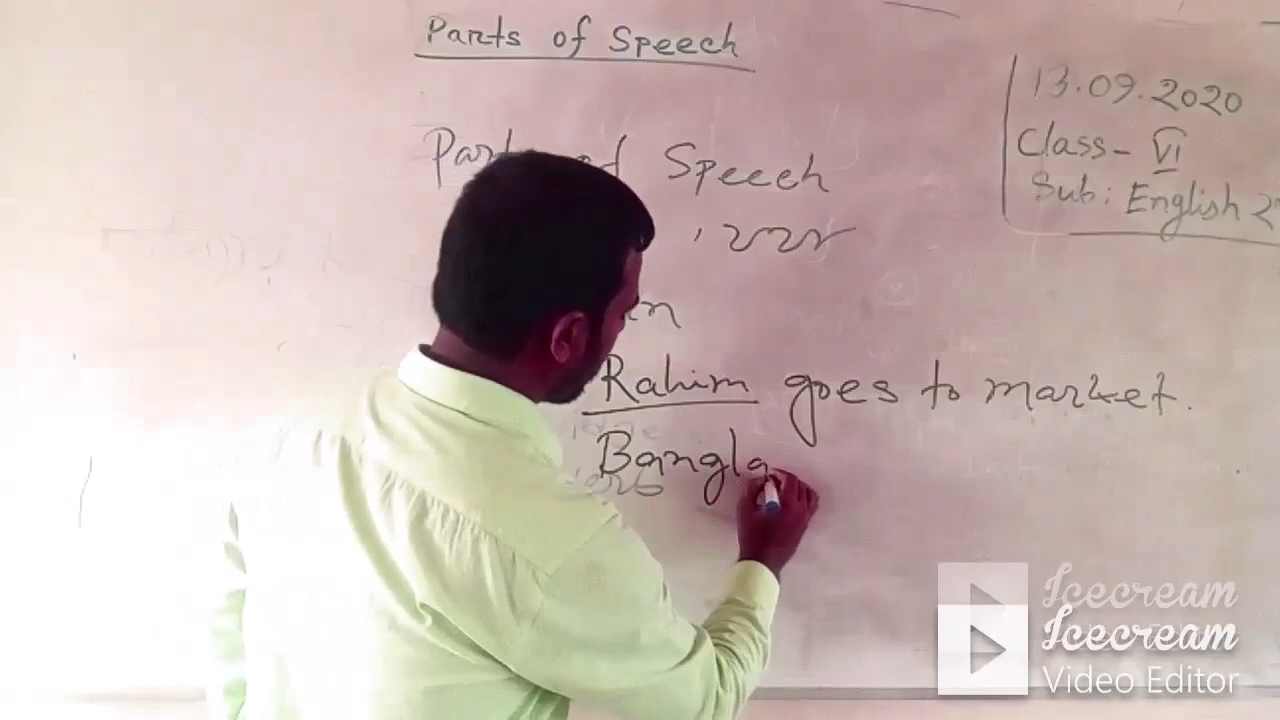 Parts of Speech
13.09.2020
Class - VI
Sub: English
Speech
Rahim goes to market.
Bangla
Icecream
Icecream
Video Editor